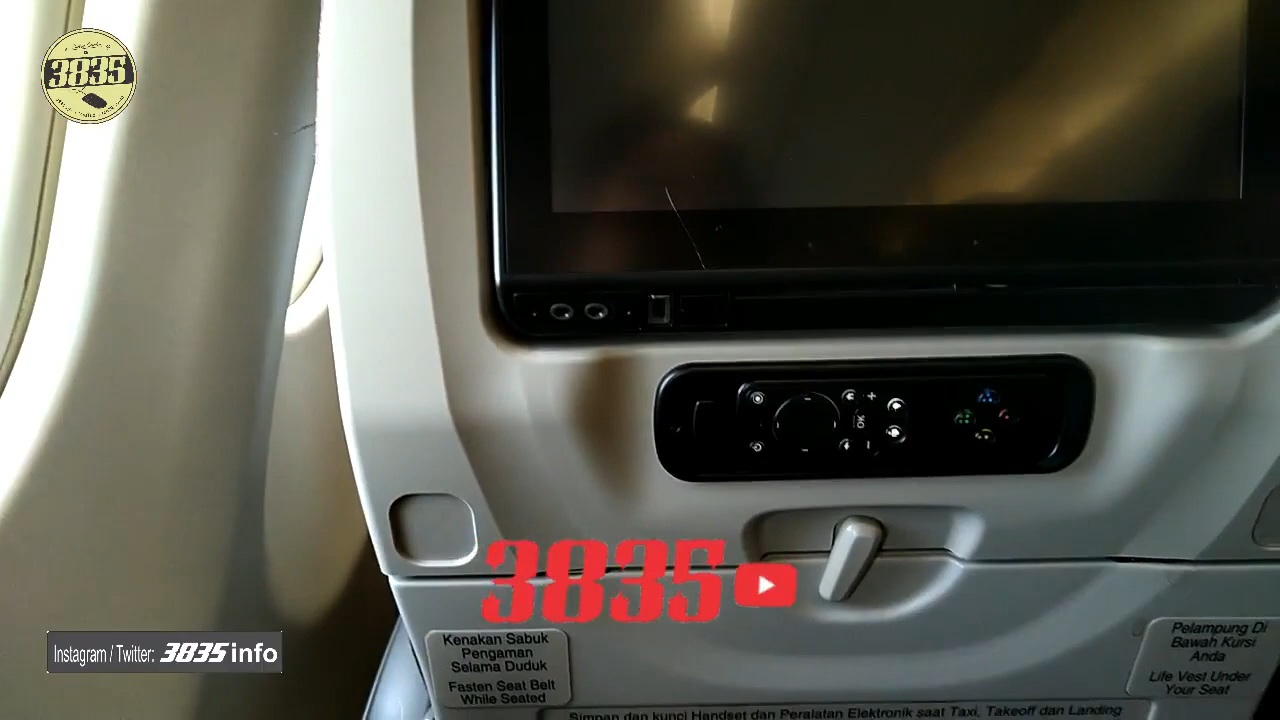 3835
3835
Instagram / Twitter: 3835 info
Kenakan Sabuk
Pengaman
Selama Duduk
Fasten Seat Belt
While Seated
Pelampung Di
Bawah Kursi
Anda
Life Vest Under
Your Seat
Simpan dan kunci Handset dan Peralatan Elektronik saat Taxi, Takeoff dan Landing